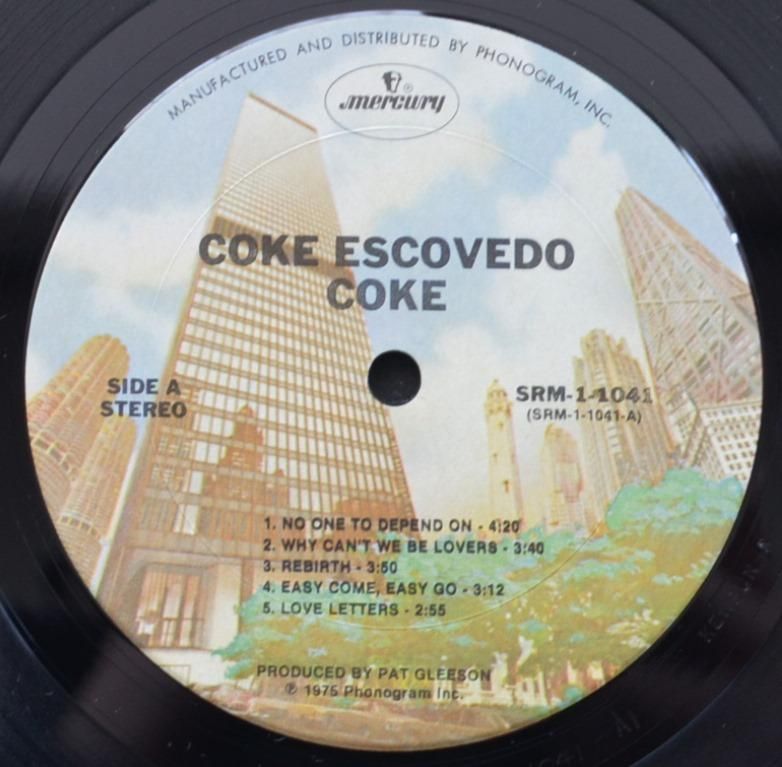 MANUFACTURED AND DISTRIBUTED BY PHONOGRAM, INC.
mercury
®
COKE ESCOVEDO
COKE
SIDE A
STEREO
SRM-1-1041
(SRM-1-1041-A)
1. NO ONE TO DEPEND ON - 4:20
2. WHY CAN'T WE BE LOVERS - 3:40
3. REBIRTH - 3:50
4. EASY COME, EASY GO - 3:12
5. LOVE LETTERS - 2:55
PRODUCED BY PAT GLEESON
℗ 1975 Phonogram Inc.